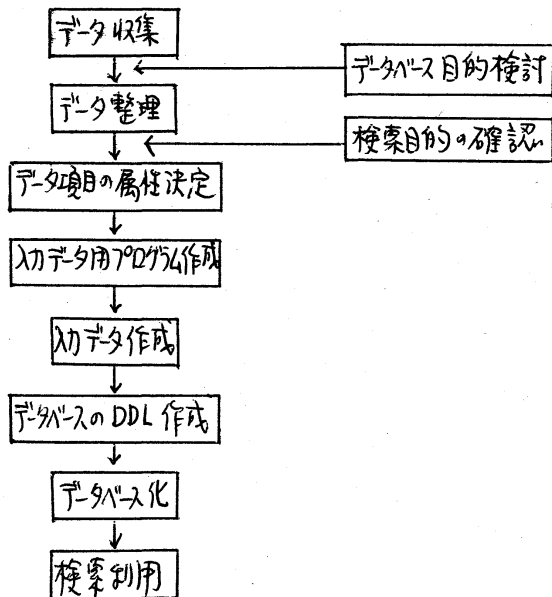 データ収集
データベース目的検討
データ整理
検索目的の確認
データ項目の属性決定
入力データ用プログラム作成
入力データ作成
データベースのDDL作成
データベース化
検索利用